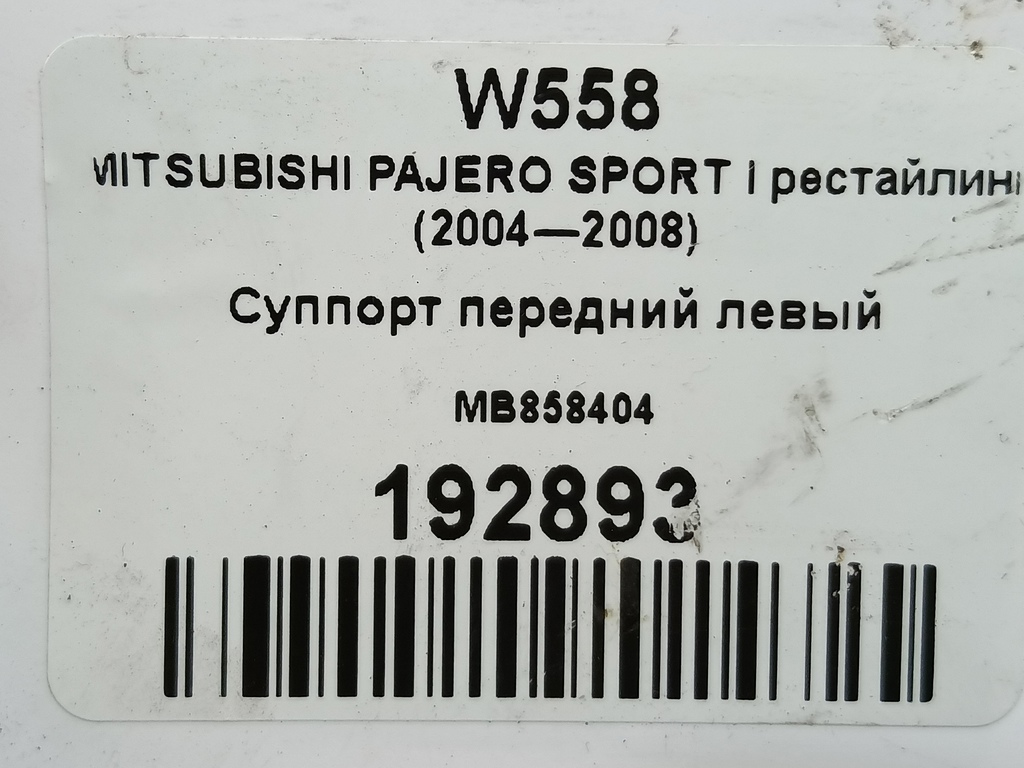 W558
MITSUBISHI PAJERO SPORT I рестайлинг
(2004—2008)
Суппорт передний левый
MB858404
192893